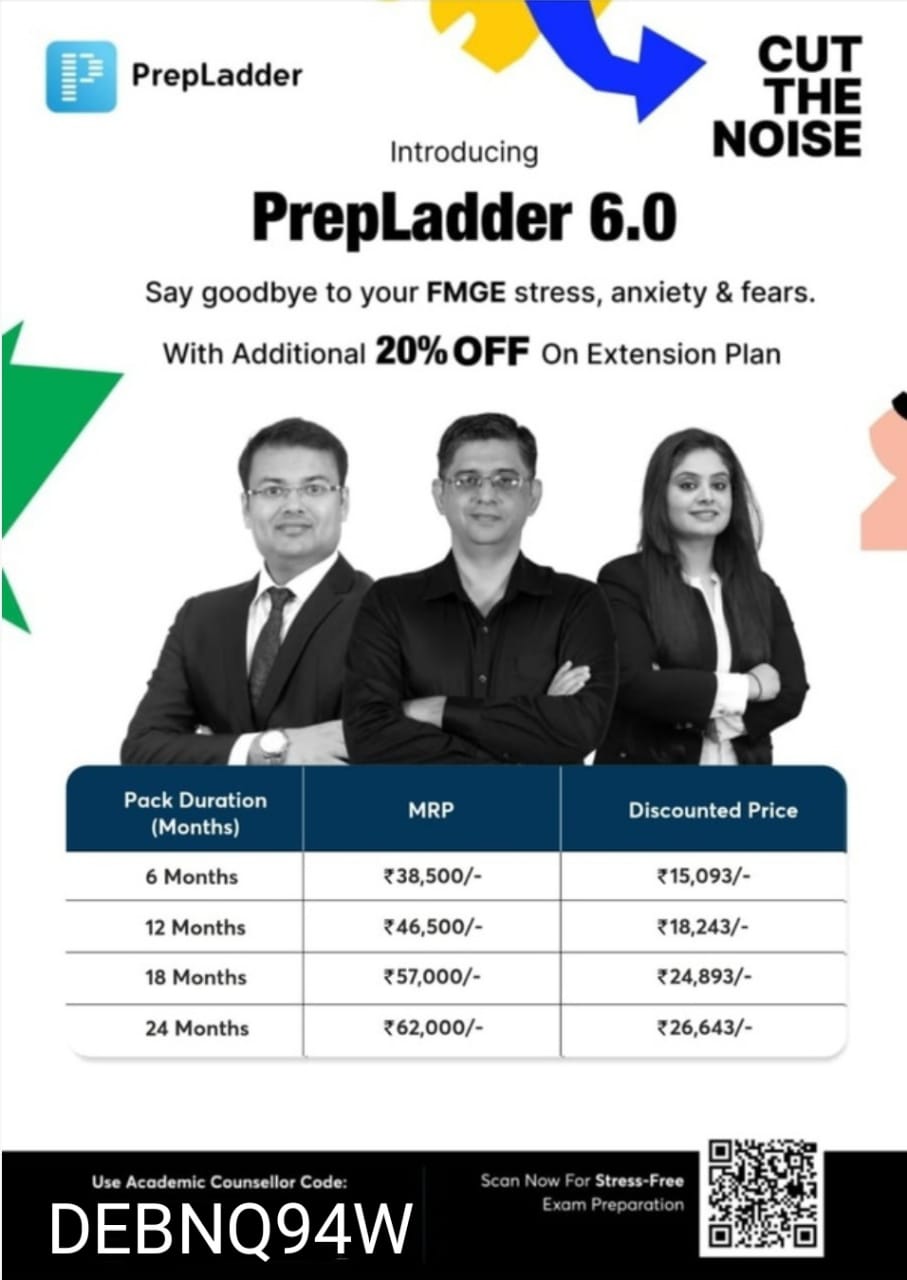 PrepLadder
CUT
THE
NOISE
Introducing
PrepLadder 6.0
Say goodbye to your FMGE stress, anxiety & fears.
With Additional 20% OFF On Extension Plan
Pack Duration
(Months)
MRP
Discounted Price
6 Months
₹38,500/-
₹15,093/-
12 Months
₹46,500/-
₹18,243/-
18 Months
₹57,000/-
₹24,893/-
24 Months
₹62,000/-
₹26,643/-
Use Academic Counsellor Code:
DEBNQ94W
Scan Now For Stress-Free
Exam Preparation